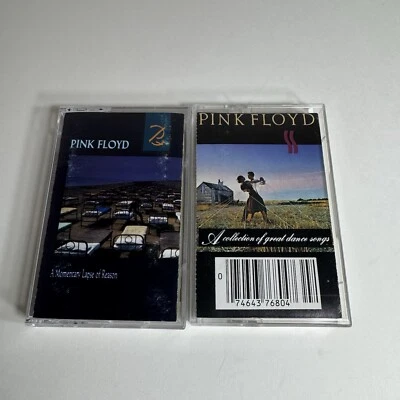 PINK FLOYD
A Momentary Lapse of Reason
PINK FLOYD
A collection of great dance songs
0
74643 76804